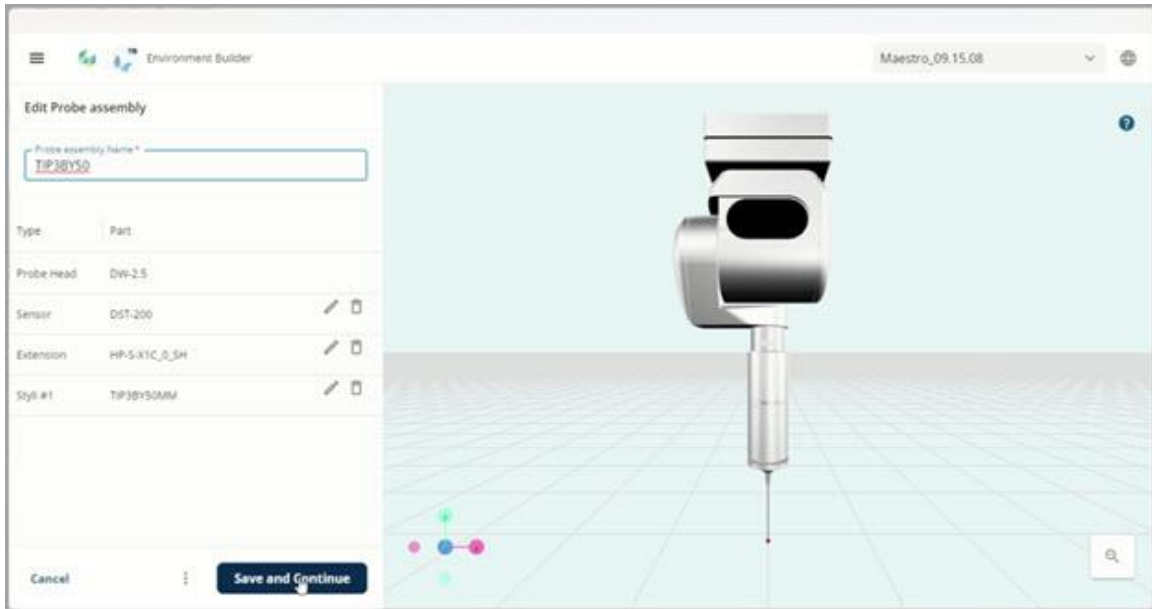 Environment Builder
Maestro_09.15.08
Edit Probe assembly
Probe assembly Name *
TIP3BY50
Type Part
Probe Head DW-2.5
Sensor DST-200
Extension HP-S-X1C_0_SH
Styli #1 TIP3BY50MM
Cancel
Save and Continue